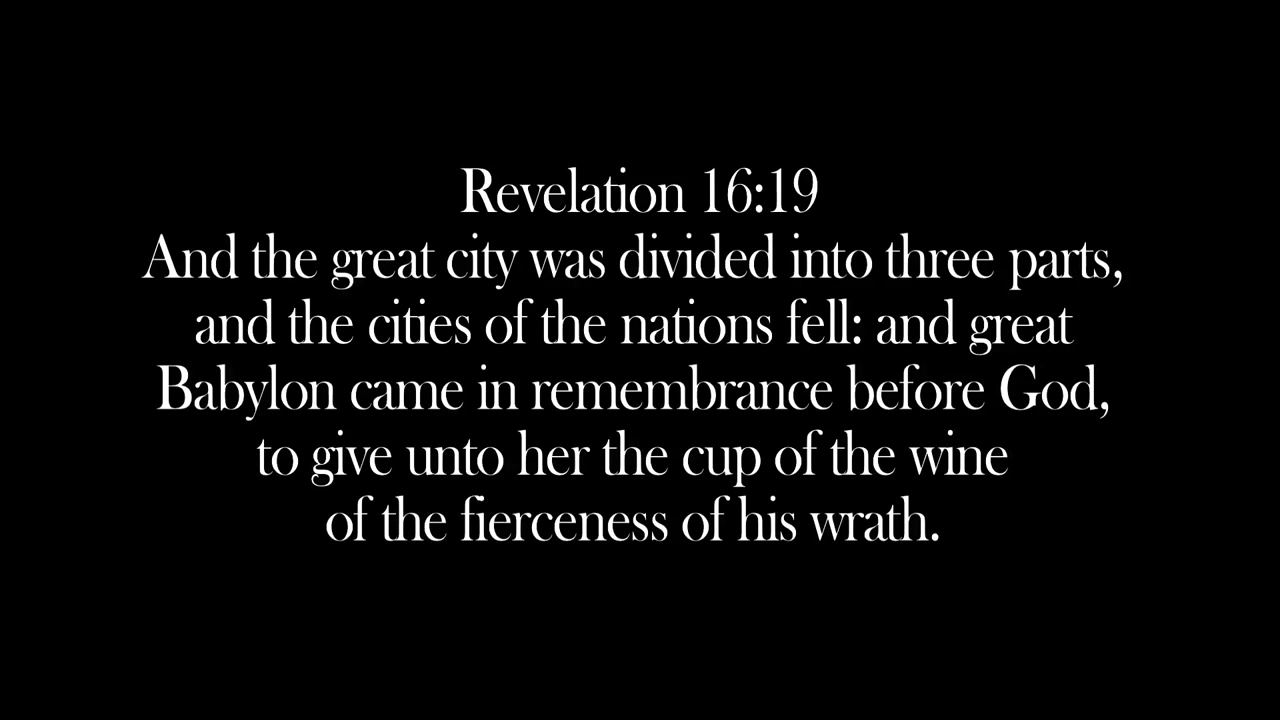 Revelation 16:19
And the great city was divided into three parts,
and the cities of the nations fell: and great
Babylon came in remembrance before God,
to give unto her the cup of the wine
of the fierceness of his wrath.